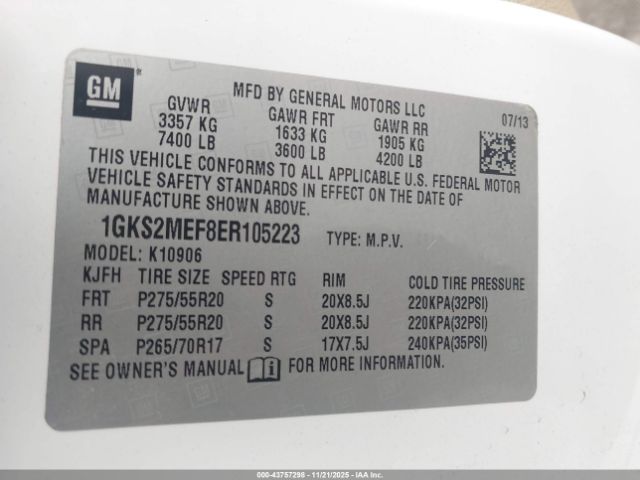 GM
MFD BY GENERAL MOTORS LLC
07/13
GVWR GAWR FRT GAWR RR
3357 KG 1633 KG 1905 KG
7400 LB 3600 LB 4200 LB
THIS VEHICLE CONFORMS TO ALL APPLICABLE U.S. FEDERAL MOTOR
VEHICLE SAFETY STANDARDS IN EFFECT ON THE DATE OF
MANUFACTURE SHOWN ABOVE.
1GKS2MEF8ER105223 TYPE: M.P.V.
MODEL: K10906
KJFH TIRE SIZE SPEED RTG RIM COLD TIRE PRESSURE
FRT P275/55R20 S 20X8.5J 220KPA(32PSI)
RR P275/55R20 S 20X8.5J 220KPA(32PSI)
SPA P265/70R17 S 17X7.5J 240KPA(35PSI)
SEE OWNER'S MANUAL FOR MORE INFORMATION.
000-43757298 - 11/21/2025 - IAAI.CA